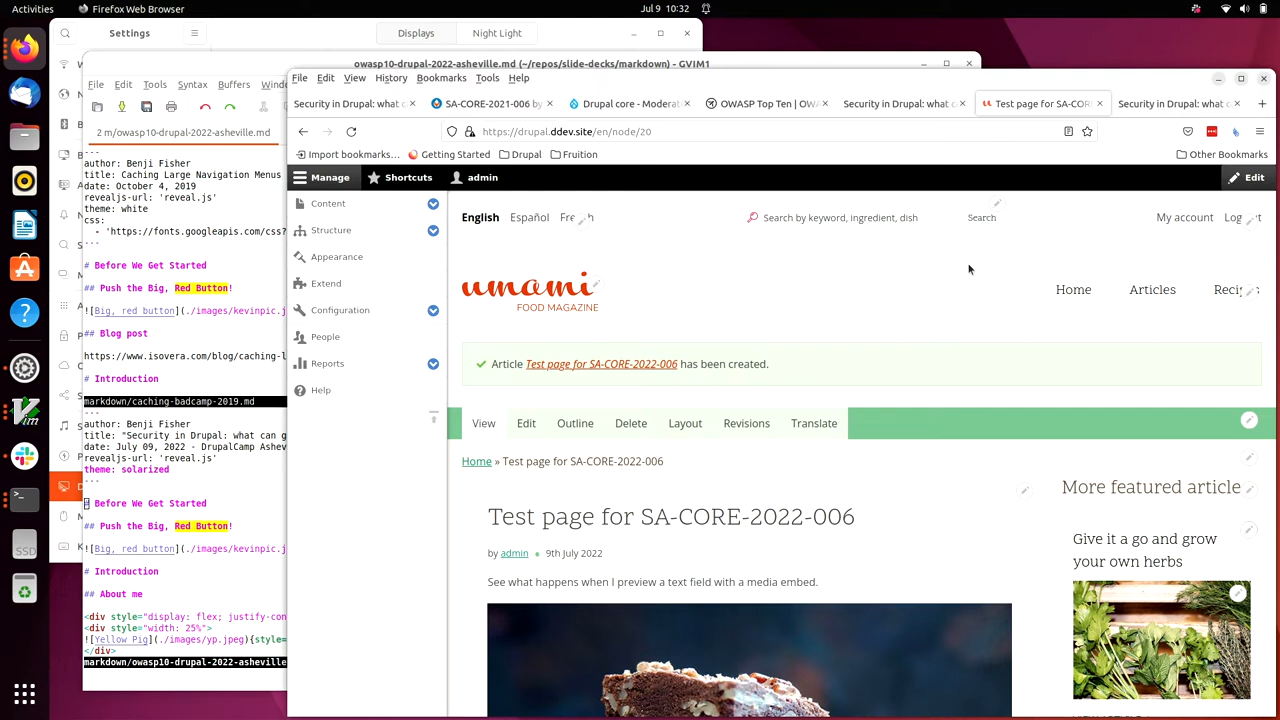 Activities
Firefox Web Browser
Jul 9 10:32
Settings
Displays
Night Light
owasp10-drupal-2022-asheville.md (~/repos/slide-decks/markdown) - GVIM1
File Edit Tools Syntax Buffers
2 m/owasp10-drupal-2022-asheville.md
---
author: Benji Fisher
title: Caching Large Navigation Menus
date: October 4, 2019
revealjs-url: 'reveal.js'
theme: white
css:
- 'https://fonts.googleapis.com/css?
---
# Before We Get Started
## Push the Big, Red Button!
![Big, red button](./images/kevinpic.j
## Blog post
https://www.isovera.com/blog/caching-l
# Introduction
markdown/caching-badcamp-2019.md
---
author: Benji Fisher
title: "Security in Drupal: what can g
date: July 09, 2022 - DrupalCamp Ashev
revealjs-url: 'reveal.js'
theme: solarized
---
# Before We Get Started
## Push the Big, Red Button!
![Big, red button](./images/kevinpic.j
# Introduction
## About me
<div style="display: flex; justify-con
<div style="width: 25%">
![Yellow Pig](./images/yp.jpeg){style=
</div>
markdown/owasp10-drupal-2022-asheville
File Edit View History Bookmarks Tools Help
Security in Drupal: what c
SA-CORE-2021-006 by
Drupal core - Moderat
OWASP Top Ten | OWA
Security in Drupal: what c
Test page for SA-COR
Security in Drupal: what c
https://drupal.ddev.site/en/node/20
Import bookmarks...
Getting Started
Drupal
Fruition
Other Bookmarks
Manage
Shortcuts
admin
Edit
Content
Structure
Appearance
Extend
Configuration
People
Reports
Help
English
Español
Search by keyword, ingredient, dish
Search
My account
Log
umami
FOOD MAGAZINE
Home
Articles
Article Test page for SA-CORE-2022-006 has been created.
View
Edit
Outline
Delete
Layout
Revisions
Translate
Home » Test page for SA-CORE-2022-006
Test page for SA-CORE-2022-006
by admin • 9th July 2022
See what happens when I preview a text field with a media embed.
More featured article
Give it a go and grow
your own herbs
SSD